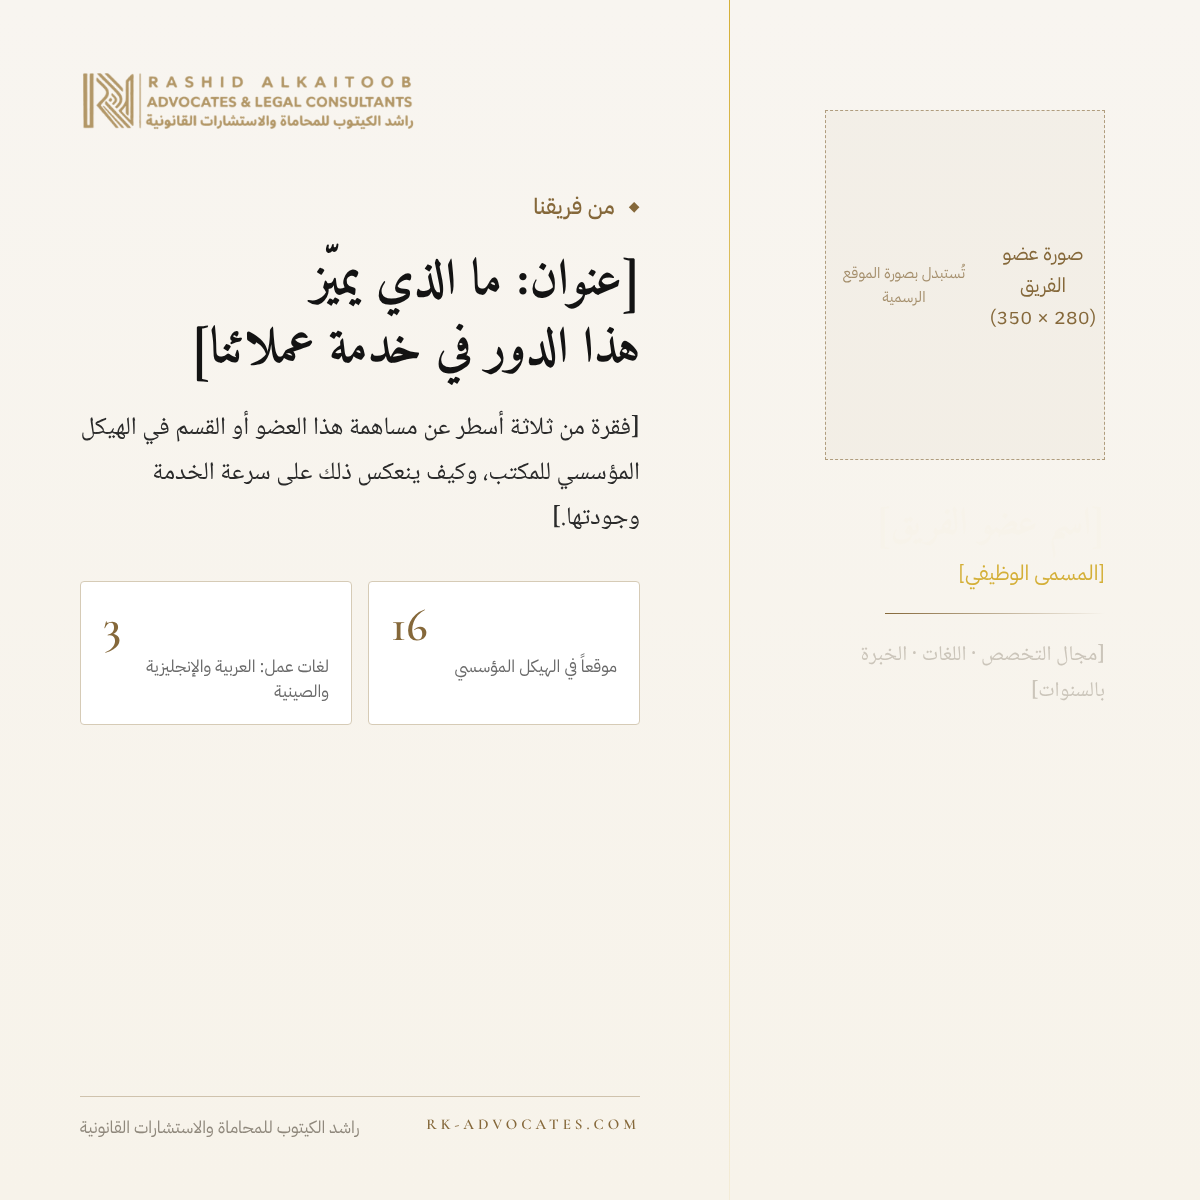 RASHID ALKAITOOB
ADVOCATES & LEGAL CONSULTANTS
راشد الكيتوب للمحاماة والاستشارات القانونية
من فريقنا
[عنوان: ما الذي يميّز
هذا الدور في خدمة عملائنا]
[فقرة من ثلاثة أسطر عن مساهمة هذا العضو أو القسم في الهيكل
المؤسسي للمكتب، وكيف ينعكس ذلك على سرعة الخدمة
وجودتها.]
16
موقعاً في الهيكل المؤسسي
3
لغات عمل: العربية والإنجليزية
والصينية
صورة عضو
الفريق
(280 × 350)
تُستبدل بصورة الموقع
الرسمية
[المسمى الوظيفي]
[مجال التخصص · اللغات · الخبرة
بالسنوات]
RK-ADVOCATES.COM
راشد الكيتوب للمحاماة والاستشارات القانونية